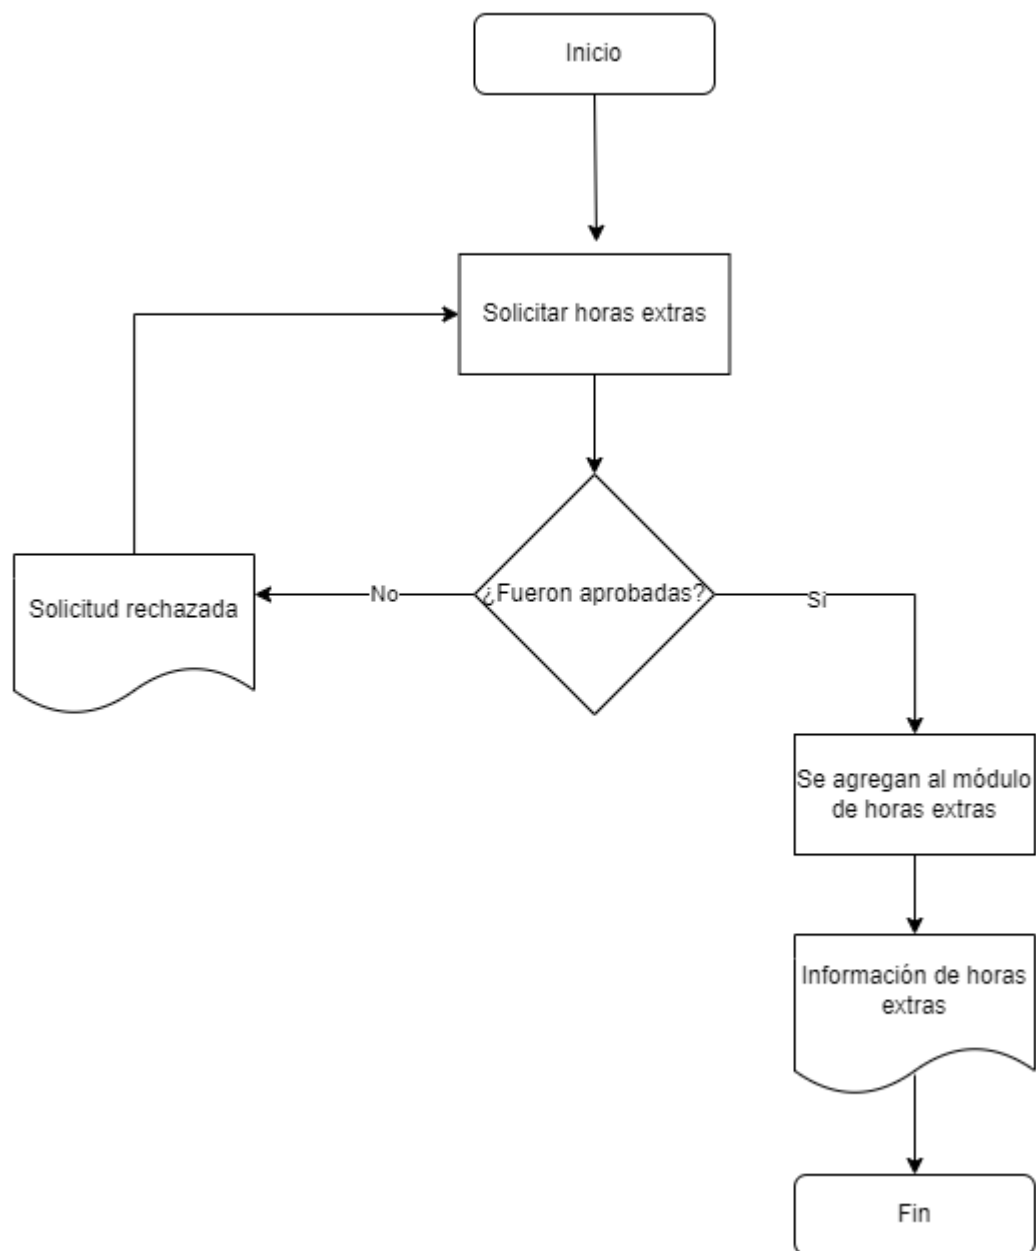 Inicio
Solicitar horas extras
¿Fueron aprobadas?
No
Si
Solicitud rechazada
Se agregan al módulo
de horas extras
Información de horas
extras
Fin